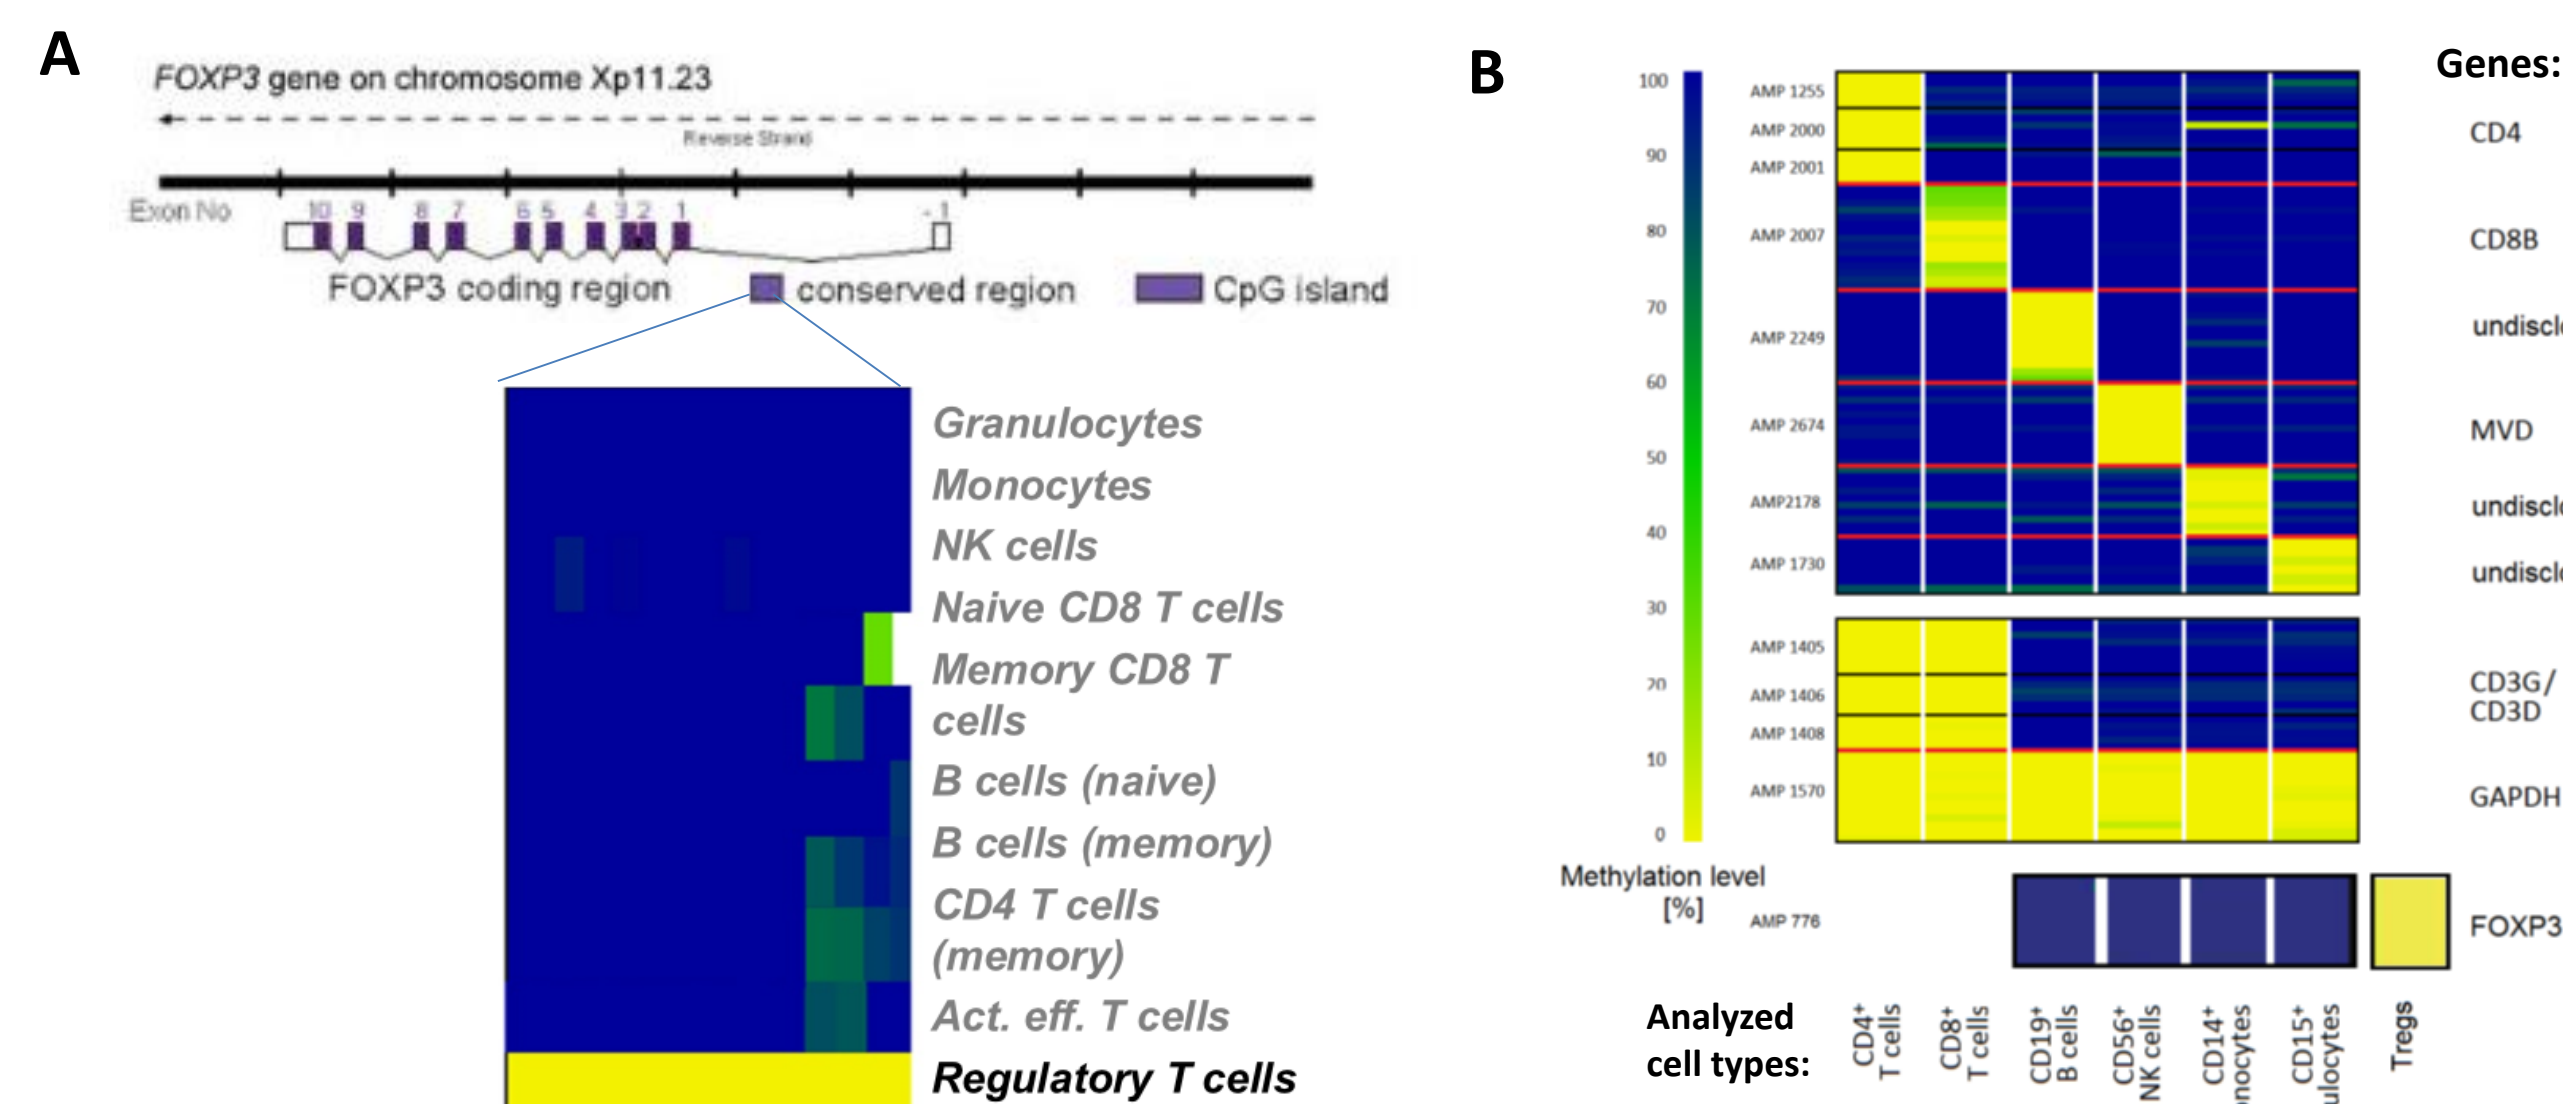 A
FOXP3 gene on chromosome Xp11.23
Reverse Strand
Exon No
10 9 8 7 6 5 4 3 2 1 -1
FOXP3 coding region
conserved region
CpG island
Granulocytes
Monocytes
NK cells
Naive CD8 T cells
Memory CD8 T
cells
B cells (naive)
B cells (memory)
CD4 T cells
(memory)
Act. eff. T cells
Regulatory T cells
B
100
90
80
70
60
50
40
30
20
10
0
Methylation level
[%]
AMP 1255
AMP 2000
AMP 2001
AMP 2007
AMP 2249
AMP 2674
AMP2178
AMP 1730
AMP 1405
AMP 1406
AMP 1408
AMP 1570
AMP 776
Genes:
CD4
CD8B
undiscl
MVD
undiscl
undiscl
CD3G/
CD3D
GAPDH
FOXP3
Analyzed
cell types:
CD4+
T cells
CD8+
T cells
CD19+
B cells
CD56+
NK cells
CD14+
nocytes
CD15+
ulocytes
Tregs